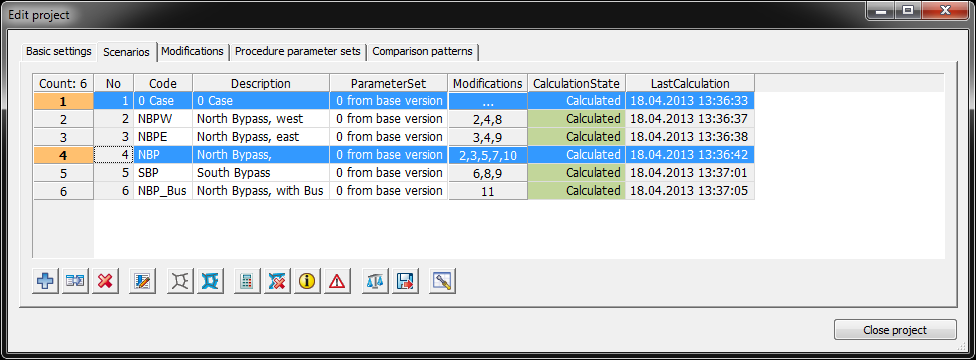 Edit project
Basic settings Scenarios Modifications Procedure parameter sets Comparison patterns
Count: 6 No Code Description ParameterSet Modifications CalculationState LastCalculation
1 1 0 Case 0 Case 0 from base version ... Calculated 18.04.2013 13:36:33
2 2 NBPW North Bypass, west 0 from base version 2,4,8 Calculated 18.04.2013 13:36:37
3 3 NBPE North Bypass, east 0 from base version 3,4,9 Calculated 18.04.2013 13:36:38
4 4 NBP North Bypass, 0 from base version 2,3,5,7,10 Calculated 18.04.2013 13:36:42
5 5 SBP South Bypass 0 from base version 6,8,9 Calculated 18.04.2013 13:37:01
6 6 NBP_Bus North Bypass, with Bus 0 from base version 11 Calculated 18.04.2013 13:37:05
Close project